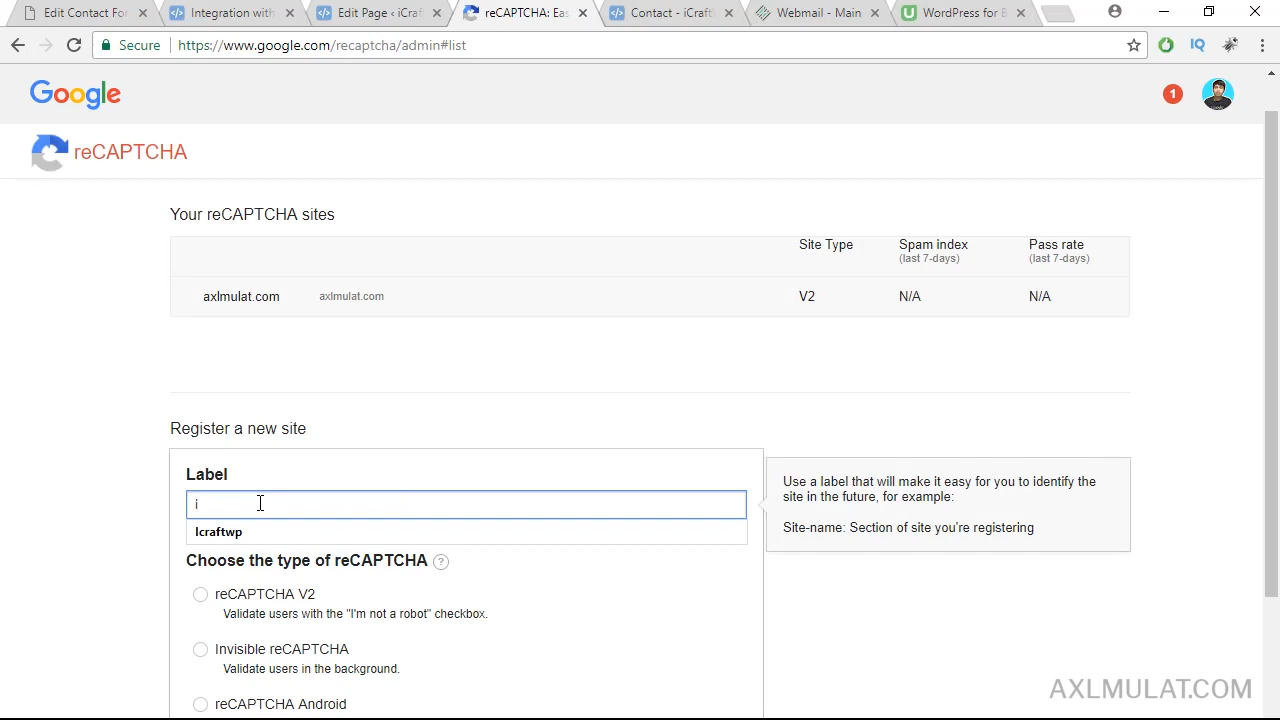 Edit Contact For
Integration with
Edit Page ‹ iCraf
reCAPTCHA: Eas
Contact - iCraft
Webmail - Main
WordPress for B
Secure https://www.google.com/recaptcha/admin#list
IQ
Google
1
reCAPTCHA
Your reCAPTCHA sites
Site Type Spam index Pass rate
(last 7-days) (last 7-days)
axlmulat.com axlmulat.com V2 N/A N/A
Register a new site
Label
i
Icraftwp
Use a label that will make it easy for you to identify the
site in the future, for example:
Site-name: Section of site you're registering
Choose the type of reCAPTCHA ?
reCAPTCHA V2
Validate users with the "I'm not a robot" checkbox.
Invisible reCAPTCHA
Validate users in the background.
reCAPTCHA Android
AXLMULAT.COM